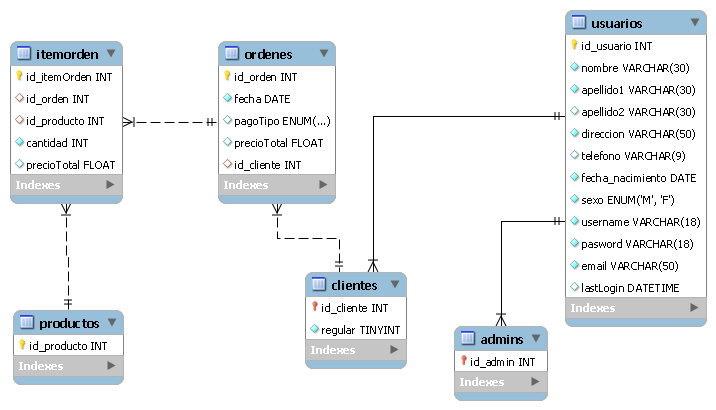 itemorden
id_itemOrden INT
id_orden INT
id_producto INT
cantidad INT
precioTotal FLOAT
Indexes
ordenes
id_orden INT
fecha DATE
pagoTipo ENUM(...)
precioTotal FLOAT
id_cliente INT
Indexes
usuarios
id_usuario INT
nombre VARCHAR(30)
apellido1 VARCHAR(30)
apellido2 VARCHAR(30)
direccion VARCHAR(50)
telefono VARCHAR(9)
fecha_nacimiento DATE
sexo ENUM('M', 'F')
username VARCHAR(18)
pasword VARCHAR(18)
email VARCHAR(50)
lastLogin DATETIME
Indexes
productos
id_producto INT
Indexes
clientes
id_cliente INT
regular TINYINT
Indexes
admins
id_admin INT
Indexes